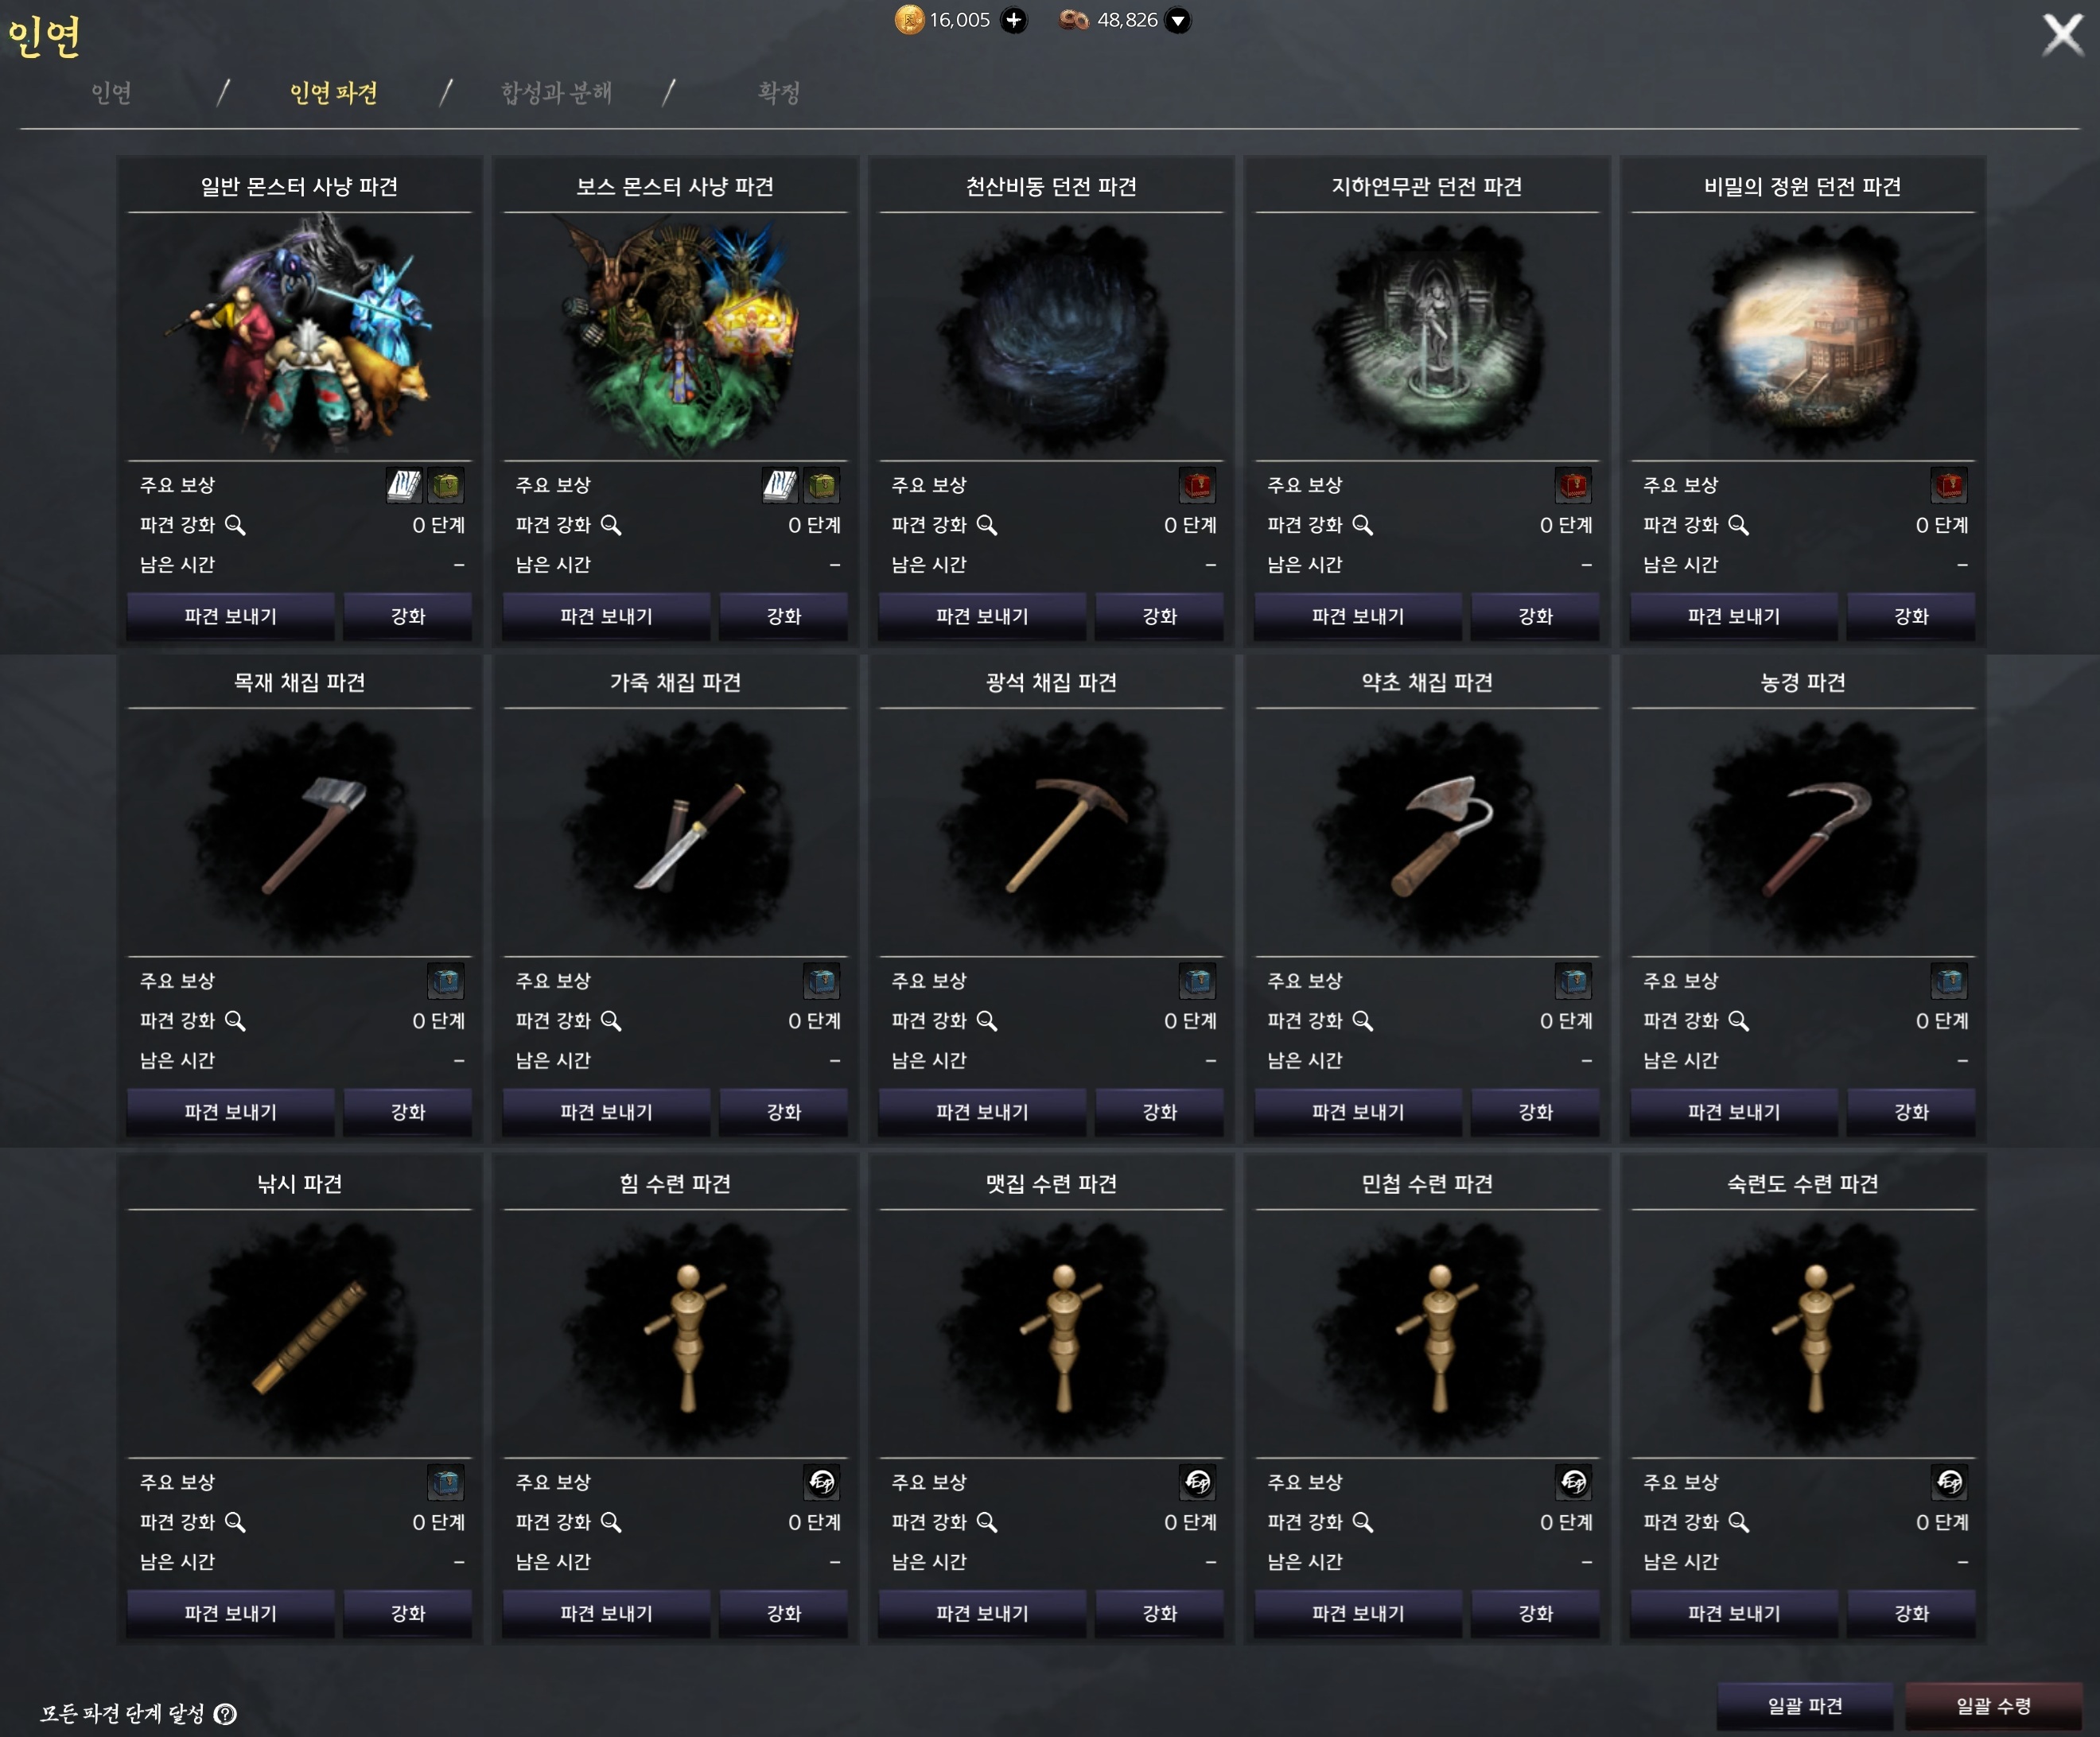 인연
16,005
48,826
인연 / 인연 파견 / 합성과 분해 / 확정
일반 몬스터 사냥 파견
보스 몬스터 사냥 파견
천산비동 던전 파견
지하연무관 던전 파견
비밀의 정원 던전 파견
주요 보상 주요 보상 주요 보상 주요 보상 주요 보상
파견 강화 0 단계 파견 강화 0 단계 파견 강화 0 단계 파견 강화 0 단계 파견 강화 0 단계
남은 시간 – 남은 시간 – 남은 시간 – 남은 시간 – 남은 시간 –
파견 보내기 강화 파견 보내기 강화 파견 보내기 강화 파견 보내기 강화 파견 보내기 강화
목재 채집 파견
가죽 채집 파견
광석 채집 파견
약초 채집 파견
농경 파견
주요 보상 주요 보상 주요 보상 주요 보상 주요 보상
파견 강화 0 단계 파견 강화 0 단계 파견 강화 0 단계 파견 강화 0 단계 파견 강화 0 단계
남은 시간 – 남은 시간 – 남은 시간 – 남은 시간 – 남은 시간 –
파견 보내기 강화 파견 보내기 강화 파견 보내기 강화 파견 보내기 강화 파견 보내기 강화
낚시 파견
힘 수련 파견
맷집 수련 파견
민첩 수련 파견
숙련도 수련 파견
주요 보상 주요 보상 EXP 주요 보상 EXP 주요 보상 EXP 주요 보상 EXP
파견 강화 0 단계 파견 강화 0 단계 파견 강화 0 단계 파견 강화 0 단계 파견 강화 0 단계
남은 시간 – 남은 시간 – 남은 시간 – 남은 시간 – 남은 시간 –
파견 보내기 강화 파견 보내기 강화 파견 보내기 강화 파견 보내기 강화 파견 보내기 강화
모든 파견 단계 달성 ?
일괄 파견
일괄 수령